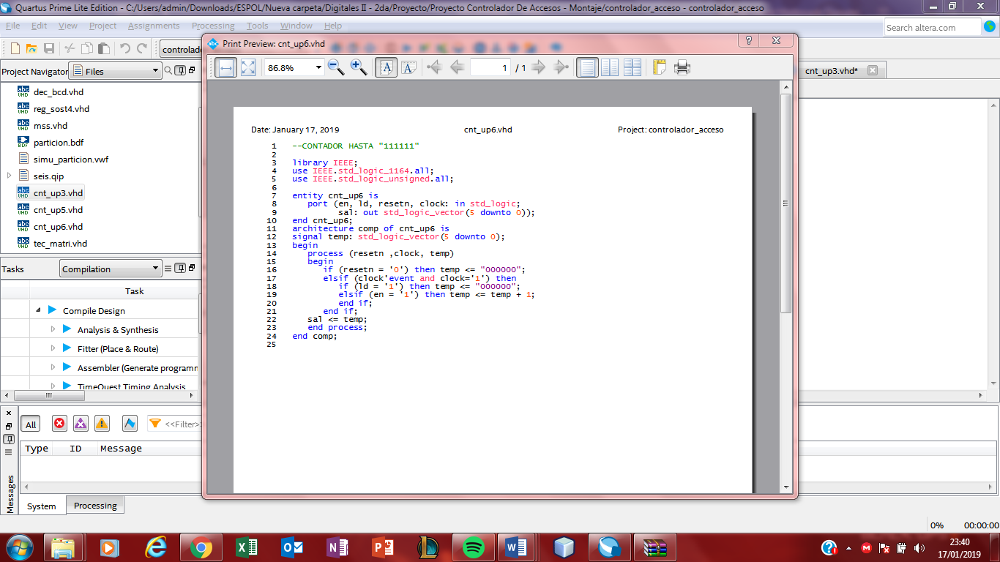 Quartus Prime Lite Edition - C:/Users/admin/Downloads/ESPOL/Nueva carpeta/Digitales II - 2da/Proyecto/Proyecto Controlador De Accesos - Montaje/controlador_acceso - controlador_acceso
File Edit View Project Assignments Processing Tools Window Help
Search altera.com
controlad
Print Preview: cnt_up6.vhd
86.8%
1 / 1
Project Navigator Files
cnt_up3.vhd*
dec_bcd.vhd
reg_sost4.vhd
mss.vhd
particion.bdf
simu_particion.vwf
seis.qip
cnt_up3.vhd
cnt_up5.vhd
cnt_up6.vhd
tec_matri.vhd
Tasks Compilation
Task
Compile Design
Analysis & Synthesis
Fitter (Place & Route)
Assembler (Generate programm
TimeQuest Timing Analysis
Date: January 17, 2019 cnt_up6.vhd Project: controlador_acceso
1 --CONTADOR HASTA "111111"
2
3 library IEEE;
4 use IEEE.std_logic_1164.all;
5 use IEEE.std_logic_unsigned.all;
6
7 entity cnt_up6 is
8 port (en, ld, resetn, clock: in std_logic;
9 sal: out std_logic_vector(5 downto 0));
10 end cnt_up6;
11 architecture comp of cnt_up6 is
12 signal temp: std_logic_vector(5 downto 0);
13 begin
14 process (resetn ,clock, temp)
15 begin
16 if (resetn = '0') then temp <= "000000";
17 elsif (clock'event and clock='1') then
18 if (ld = '1') then temp <= "000000";
19 elsif (en = '1') then temp <= temp + 1;
20 end if;
21 end if;
22 sal <= temp;
23 end process;
24 end comp;
25
All <<Filter>>
Type ID Message
Messages
System Processing
0% 00:00:00
23:40
17/01/2019